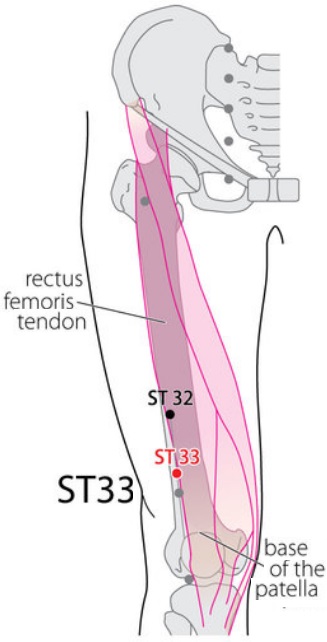 rectus
femoris
tendon
ST 32
ST 33
ST33
base
of the
patella